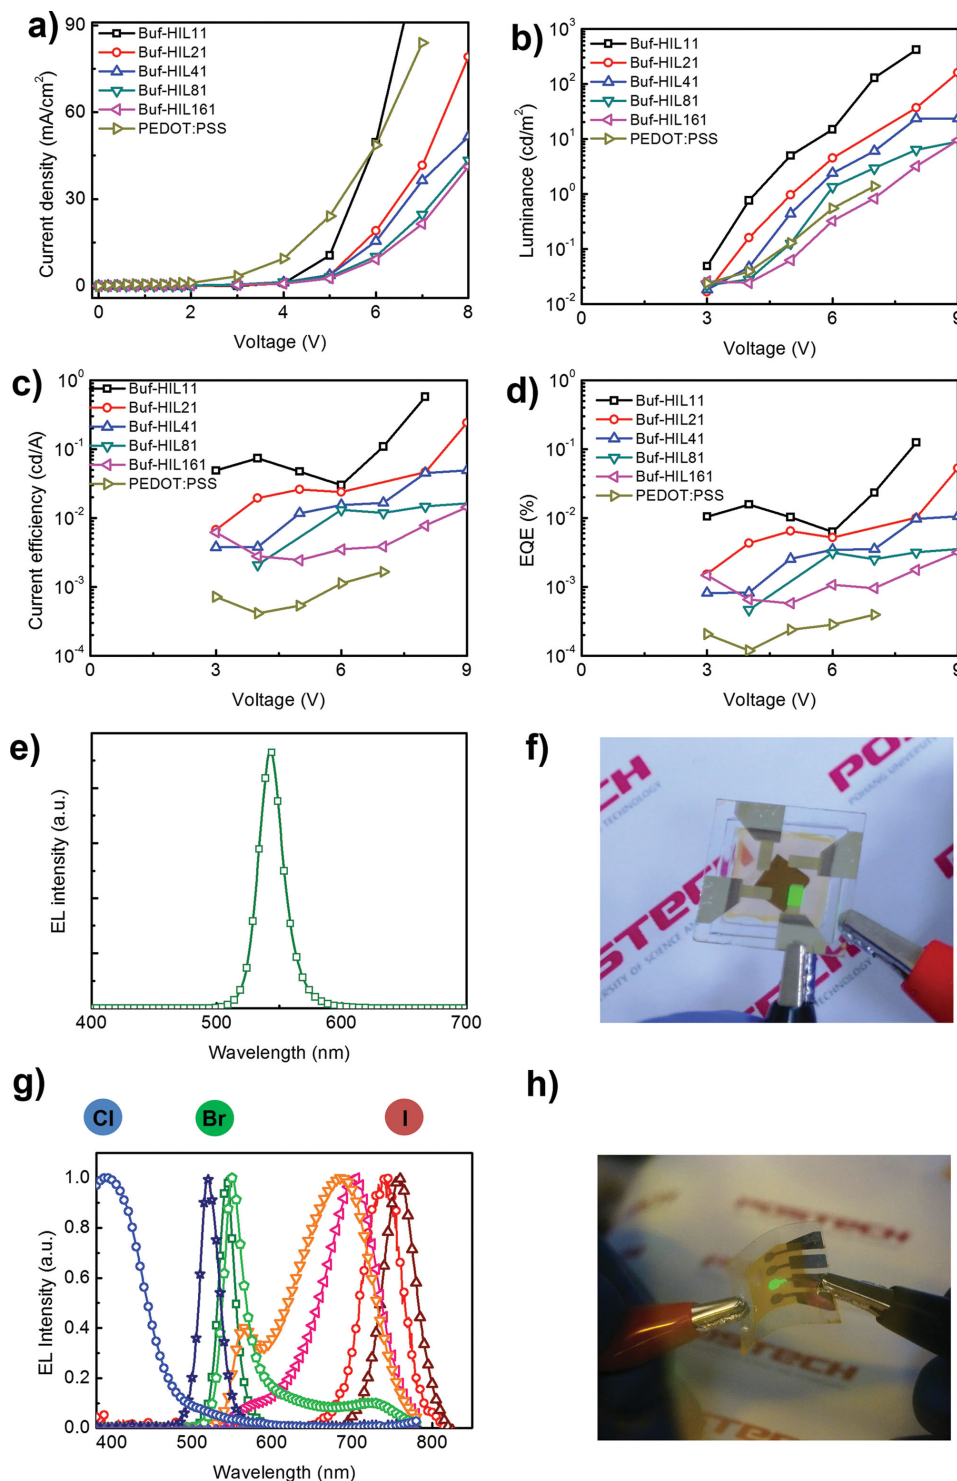 a)
Buf-HIL11
Buf-HIL21
Buf-HIL41
Buf-HIL81
Buf-HIL161
PEDOT:PSS
90
60
30
0
Current density (mA/cm²)
0 2 4 6 8
Voltage (V)
b)
Buf-HIL11
Buf-HIL21
Buf-HIL41
Buf-HIL81
Buf-HIL161
PEDOT:PSS
10³
10²
10¹
10⁰
10⁻¹
10⁻²
Luminance (cd/m²)
0 3 6 9
Voltage (V)
c)
Buf-HIL11
Buf-HIL21
Buf-HIL41
Buf-HIL81
Buf-HIL161
PEDOT:PSS
10⁰
10⁻¹
10⁻²
10⁻³
10⁻⁴
Current efficiency (cd/A)
0 3 6 9
Voltage (V)
d)
Buf-HIL11
Buf-HIL21
Buf-HIL41
Buf-HIL81
Buf-HIL161
PEDOT:PSS
10⁰
10⁻¹
10⁻²
10⁻³
10⁻⁴
EQE (%)
0 3 6 9
Voltage (V)
e)
EL intensity (a.u.)
400 500 600 700
Wavelength (nm)
f)
POSTECH
g)
Cl Br I
1.0
0.8
0.6
0.4
0.2
0.0
EL Intensity (a.u.)
400 500 600 700 800
Wavelength (nm)
h)
POSTECH
POSTECH